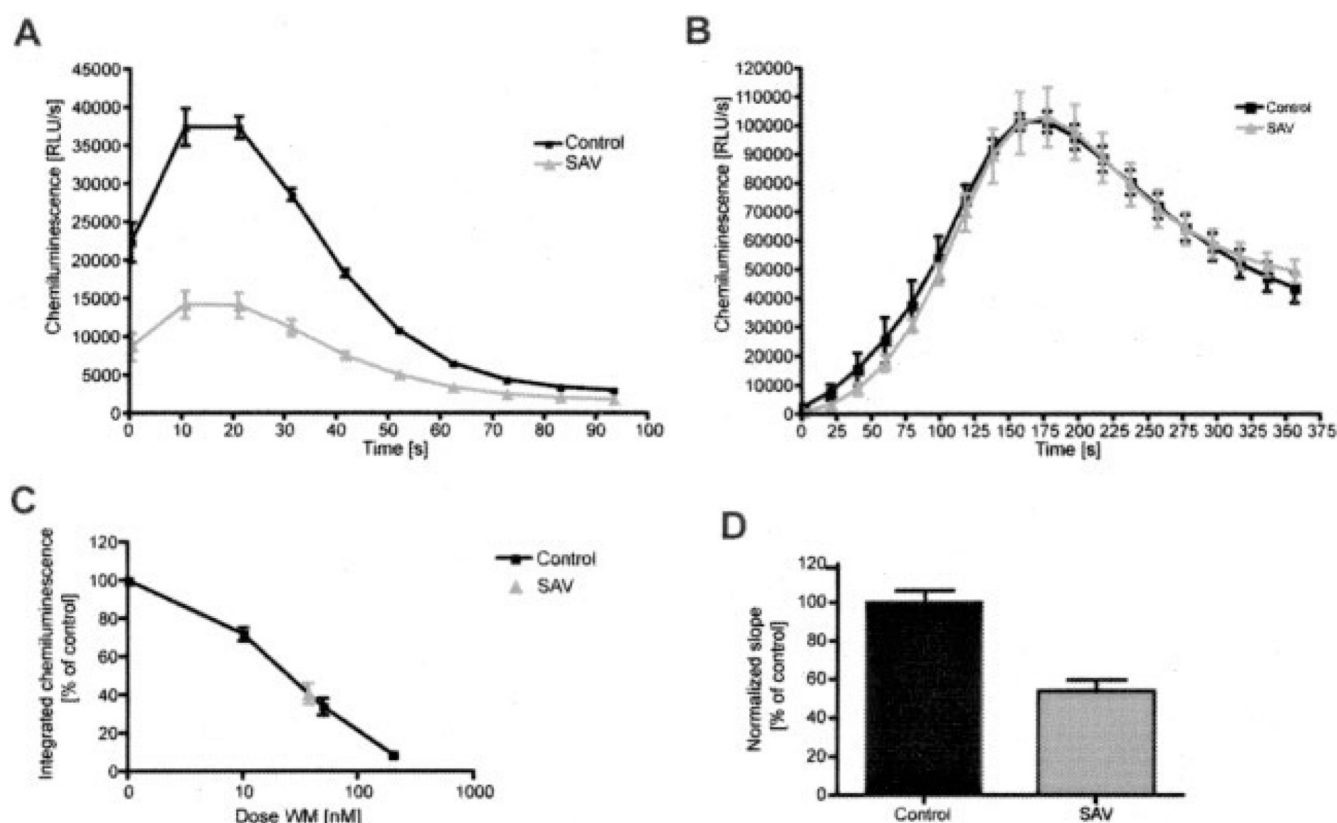 A
Chemiluminescence [RLU/s]
45000
40000
35000
30000
25000
20000
15000
10000
5000
0
0 10 20 30 40 50 60 70 80 90 100
Time [s]
Control
SAV
B
Chemiluminescence [RLU/s]
120000
110000
100000
90000
80000
70000
60000
50000
40000
30000
20000
10000
0
0 25 50 75 100 125 150 175 200 225 250 275 300 325 350 375
Time [s]
Control
SAV
C
Integrated chemiluminescence
[% of control]
120
100
80
60
40
20
0
0 10 100 1000
Dose WM [nM]
Control
SAV
D
Normalized slope
[% of control]
120
100
80
60
40
20
0
Control SAV